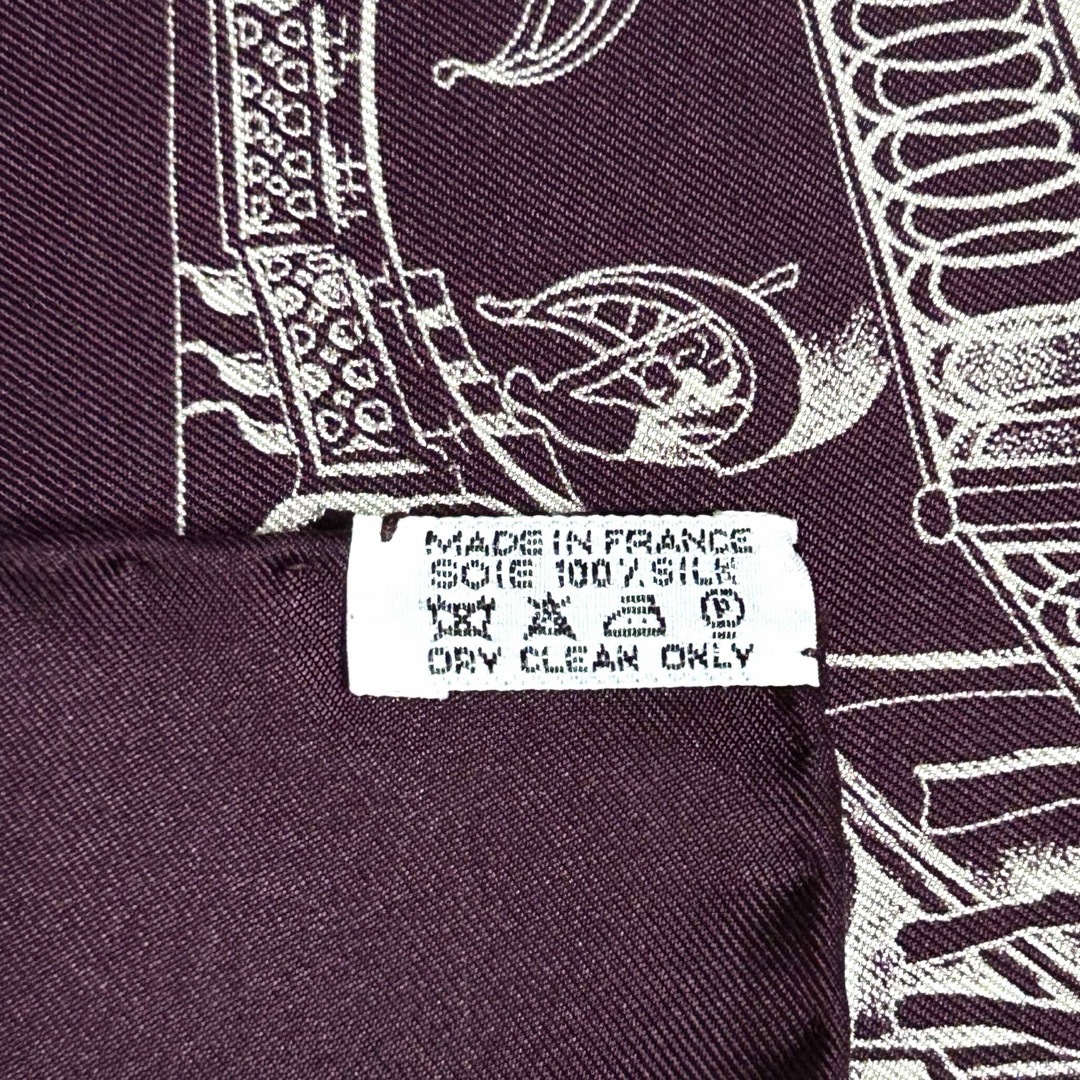 MADE IN FRANCE
SOIE 100% SILK
P
DRY CLEAN ONLY